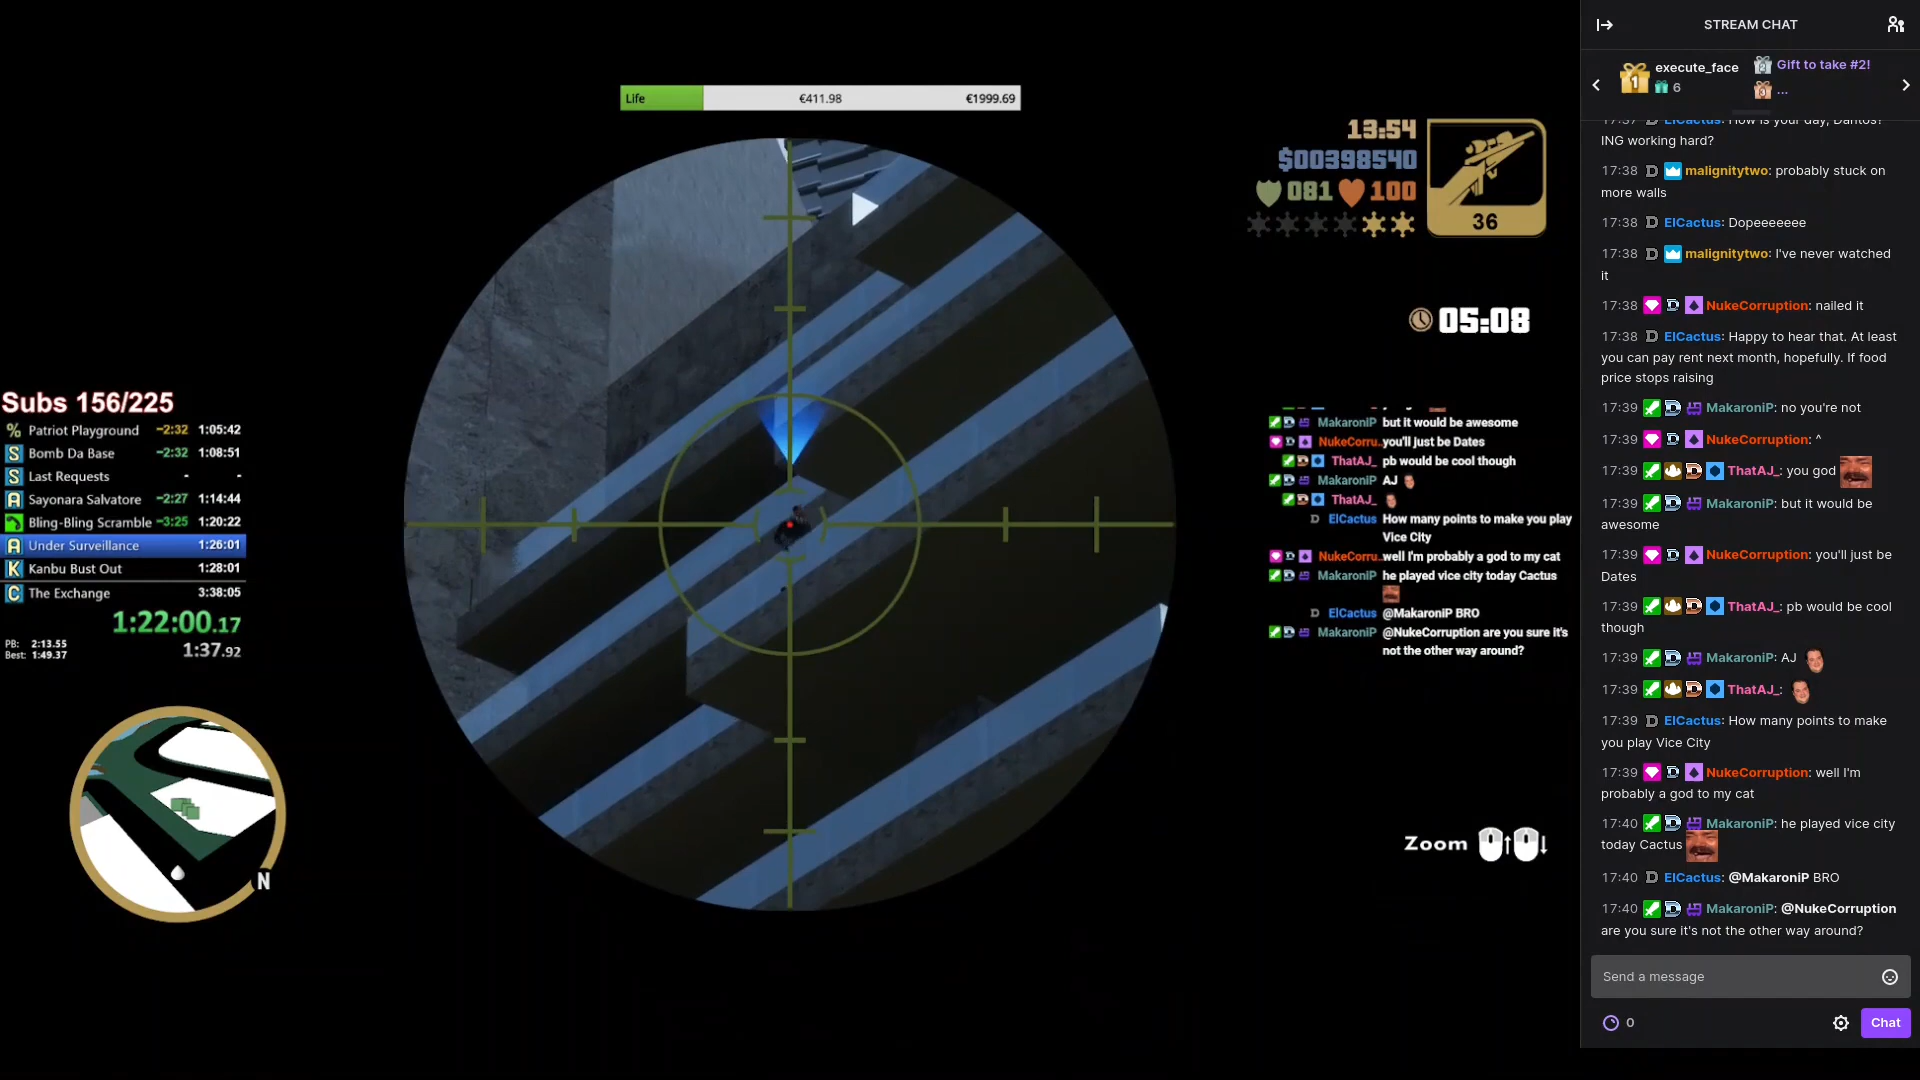 Life €411.98 €1999.69
13:54
$00398540
081 100
36
05:08
Subs 156/225
Patriot Playground −2:32 1:05:42
Bomb Da Base −2:32 1:08:51
Last Requests - -
Sayonara Salvatore −2:27 1:14:44
Bling-Bling Scramble −3:25 1:20:22
Under Surveillance 1:26:01
Kanbu Bust Out 1:28:01
The Exchange 3:38:05
1:22:00.17
PB: 2:13.55
Best: 1:49.37
1:37.92
N
MakaroniP but it would be awesome
NukeCorru.. you'll just be Dates
ThatAJ_ pb would be cool though
MakaroniP AJ
ThatAJ_
ElCactus How many points to make you play
Vice City
NukeCorru.. well I'm probably a god to my cat
MakaroniP he played vice city today Cactus
ElCactus @MakaroniP BRO
MakaroniP @NukeCorruption are you sure it's
not the other way around?
Zoom
STREAM CHAT
1 execute_face
6
Gift to take #2!
...
17:37 ElCactus: How is your day, Dantos?
ING working hard?
17:38 malignitytwo: probably stuck on
more walls
17:38 ElCactus: Dopeeeeeee
17:38 malignitytwo: I've never watched
it
17:38 NukeCorruption: nailed it
17:38 ElCactus: Happy to hear that. At least
you can pay rent next month, hopefully. If food
price stops raising
17:39 MakaroniP: no you're not
17:39 NukeCorruption: ^
17:39 ThatAJ_: you god
17:39 MakaroniP: but it would be
awesome
17:39 NukeCorruption: you'll just be
Dates
17:39 ThatAJ_: pb would be cool
though
17:39 MakaroniP: AJ
17:39 ThatAJ_:
17:39 ElCactus: How many points to make
you play Vice City
17:39 NukeCorruption: well I'm
probably a god to my cat
17:40 MakaroniP: he played vice city
today Cactus
17:40 ElCactus: @MakaroniP BRO
17:40 MakaroniP: @NukeCorruption
are you sure it's not the other way around?
Send a message
0
Chat